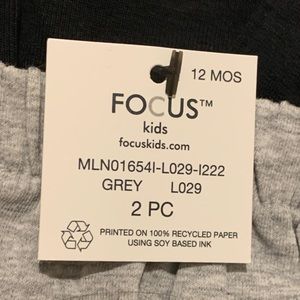 12 MOS
FOCUS™
kids
focuskids.com
MLN01654I-L029-I222
GREY L029
2 PC
PRINTED ON 100% RECYCLED PAPER
USING SOY BASED INK